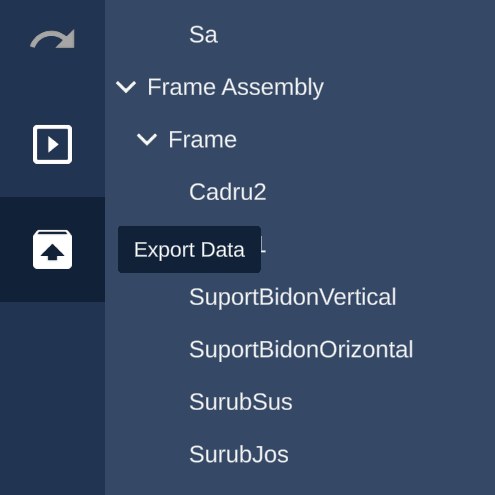 Sa
Frame Assembly
Frame
Cadru2
Export Data
SuportBidonVertical
SuportBidonOrizontal
SurubSus
SurubJos